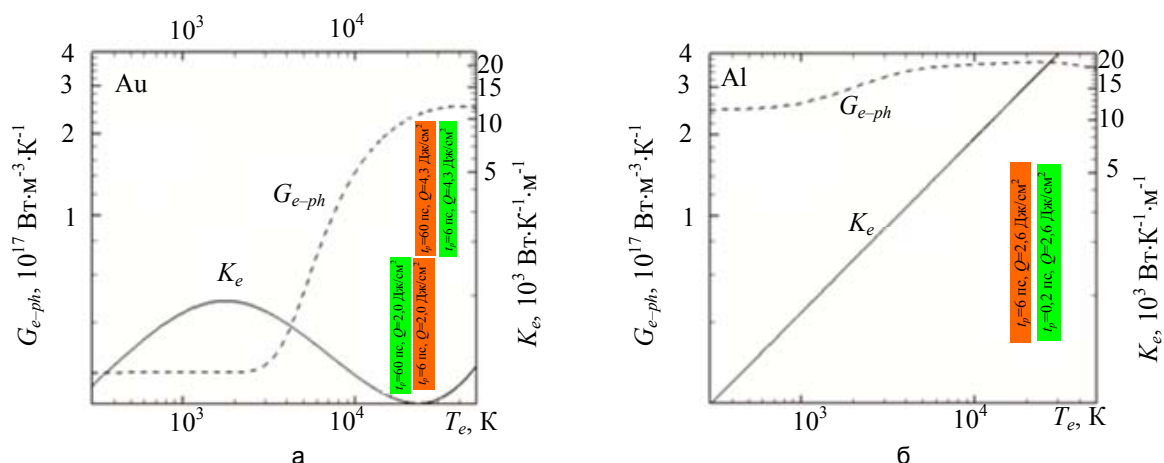 10³ 10⁴
Au
4
3
2
1
G_{e-ph}, 10¹⁷ Вт·м⁻³·К⁻¹
G_{e-ph}
K_e
t_p=60 пс, Q=4,3 Дж/см²
t_p=6 пс, Q=4,3 Дж/см²
t_p=60 пс, Q=2,0 Дж/см²
t_p=6 пс, Q=2,0 Дж/см²
20
15
10
5
K_e, 10³ Вт·К⁻¹·м⁻¹
10³ 10⁴ T_e, К
а
Al
4
3
2
1
G_{e-ph}, 10¹⁷ Вт·м⁻³·К⁻¹
G_{e-ph}
K_e
t_p=6 пс, Q=2,6 Дж/см²
t_p=0,2 пс, Q=2,6 Дж/см²
20
15
10
5
K_e, 10³ Вт·К⁻¹·м⁻¹
10³ 10⁴ T_e, К
б